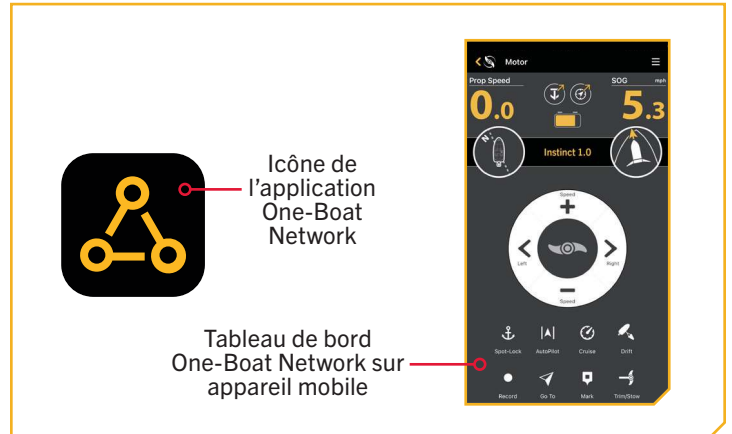 Motor
Prop Speed
SOG mph
0.0
5.3
N
Instinct 1.0
Icône de
l'application
One-Boat
Network
Speed
Left
Right
Speed
Tableau de bord
One-Boat Network sur
appareil mobile
Spot-Lock AutoPilot Cruise Drift
Record Go To Mark Trim/Stow